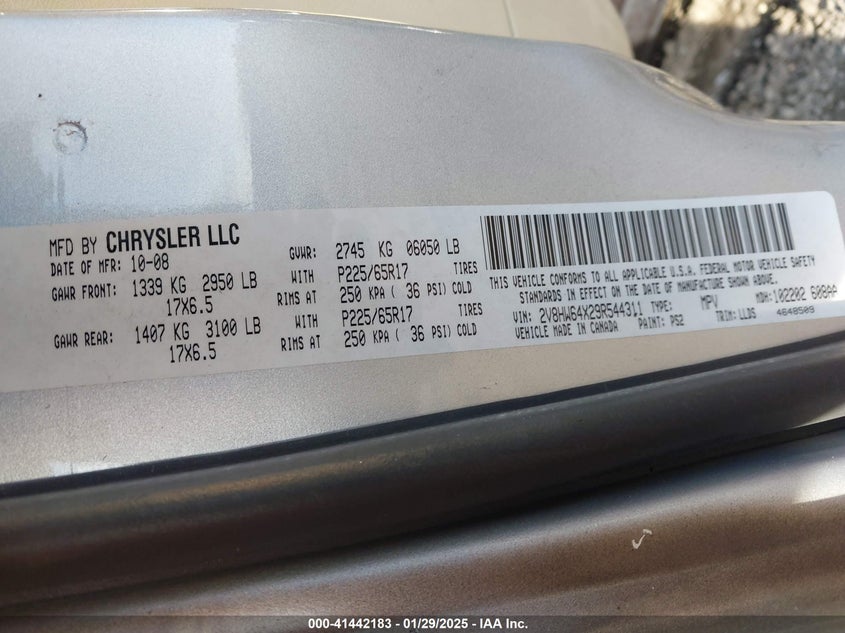 MFD BY CHRYSLER LLC
DATE OF MFR: 10-08
GAWR FRONT: 1339 KG 2950 LB
17X6.5
GAWR REAR: 1407 KG 3100 LB
17X6.5
GVWR: 2745 KG 06050 LB
WITH P225/65R17 TIRES
RIMS AT 250 KPA ( 36 PSI) COLD
WITH P225/65R17 TIRES
RIMS AT 250 KPA ( 36 PSI) COLD
THIS VEHICLE CONFORMS TO ALL APPLICABLE U.S.A. FEDERAL MOTOR VEHICLE SAFETY
STANDARDS IN EFFECT ON THE DATE OF MANUFACTURE SHOWN ABOVE.
VIN: 2V8HW64X29R544311 TYPE: MPV MDH: 102202 608AA
VEHICLE MADE IN CANADA PAINT: PS2 TRIM: LLDS 4648509
000-41442183 - 01/29/2025 - IAA Inc.